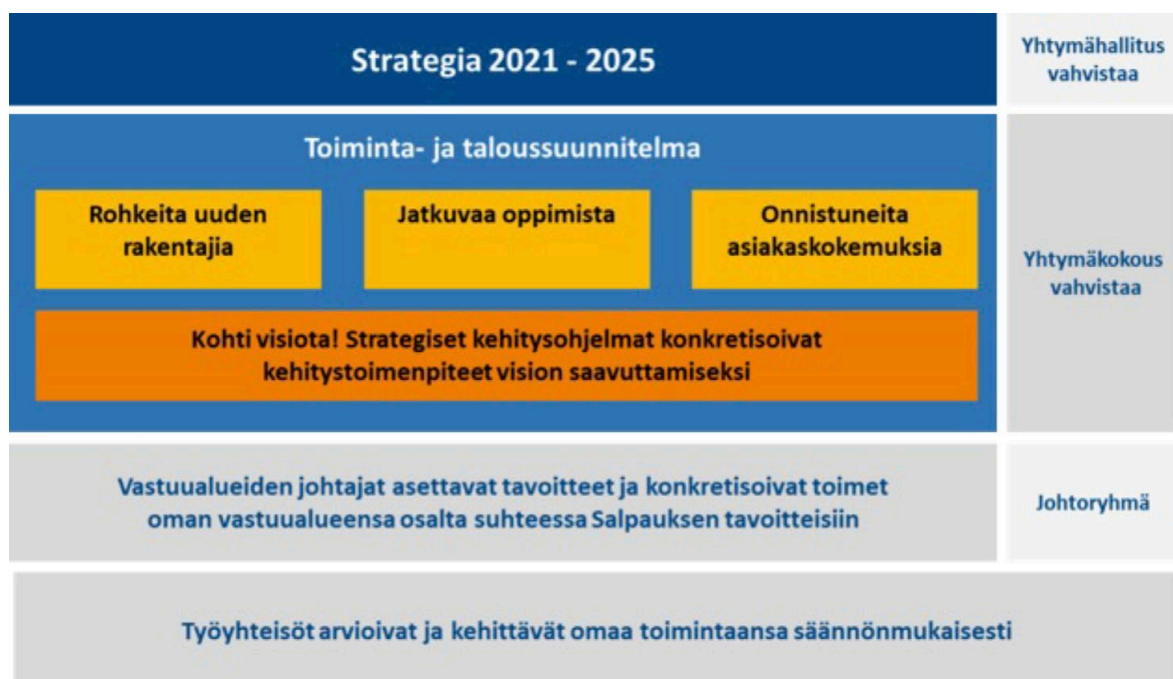 Strategia 2021 - 2025
Yhtymähallitus
vahvistaa
Toiminta- ja taloussuunnitelma
Rohkeita uuden
rakentajia
Jatkuvaa oppimista
Onnistuneita
asiakaskokemuksia
Kohti visiota! Strategiset kehitysohjelmat konkretisoivat
kehitystoimenpiteet vision saavuttamiseksi
Yhtymäkokous
vahvistaa
Vastuualueiden johtajat asettavat tavoitteet ja konkretisoivat toimet
oman vastuualueensa osalta suhteessa Salpauksen tavoitteisiin
Johtoryhmä
Työyhteisöt arvioivat ja kehittävät omaa toimintaansa säännönmukaisesti